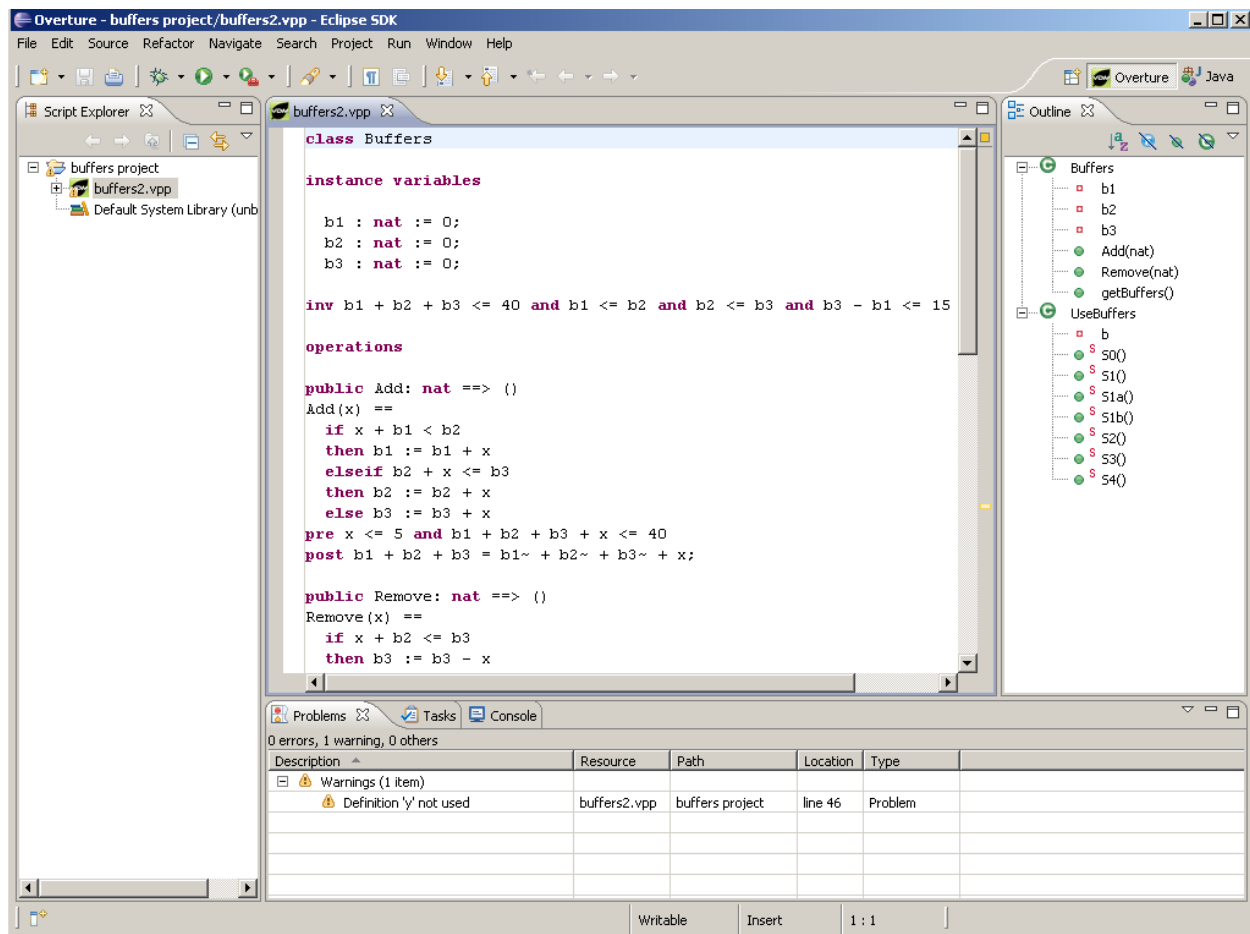 Overture - buffers project/buffers2.vpp - Eclipse SDK
File Edit Source Refactor Navigate Search Project Run Window Help
Overture Java
Script Explorer
buffers project
buffers2.vpp
Default System Library (unb
buffers2.vpp
class Buffers
instance variables
b1 : nat := 0;
b2 : nat := 0;
b3 : nat := 0;
inv b1 + b2 + b3 <= 40 and b1 <= b2 and b2 <= b3 and b3 - b1 <= 15
operations
public Add: nat ==> ()
Add(x) ==
if x + b1 < b2
then b1 := b1 + x
elseif b2 + x <= b3
then b2 := b2 + x
else b3 := b3 + x
pre x <= 5 and b1 + b2 + b3 + x <= 40
post b1 + b2 + b3 = b1~ + b2~ + b3~ + x;
public Remove: nat ==> ()
Remove(x) ==
if x + b2 <= b3
then b3 := b3 - x
Outline
Buffers
b1
b2
b3
Add(nat)
Remove(nat)
getBuffers()
UseBuffers
b
S S0()
S S1()
S S1a()
S S1b()
S S2()
S S3()
S S4()
Problems Tasks Console
0 errors, 1 warning, 0 others
Description Resource Path Location Type
Warnings (1 item)
Definition 'y' not used buffers2.vpp buffers project line 46 Problem
Writable Insert 1 : 1